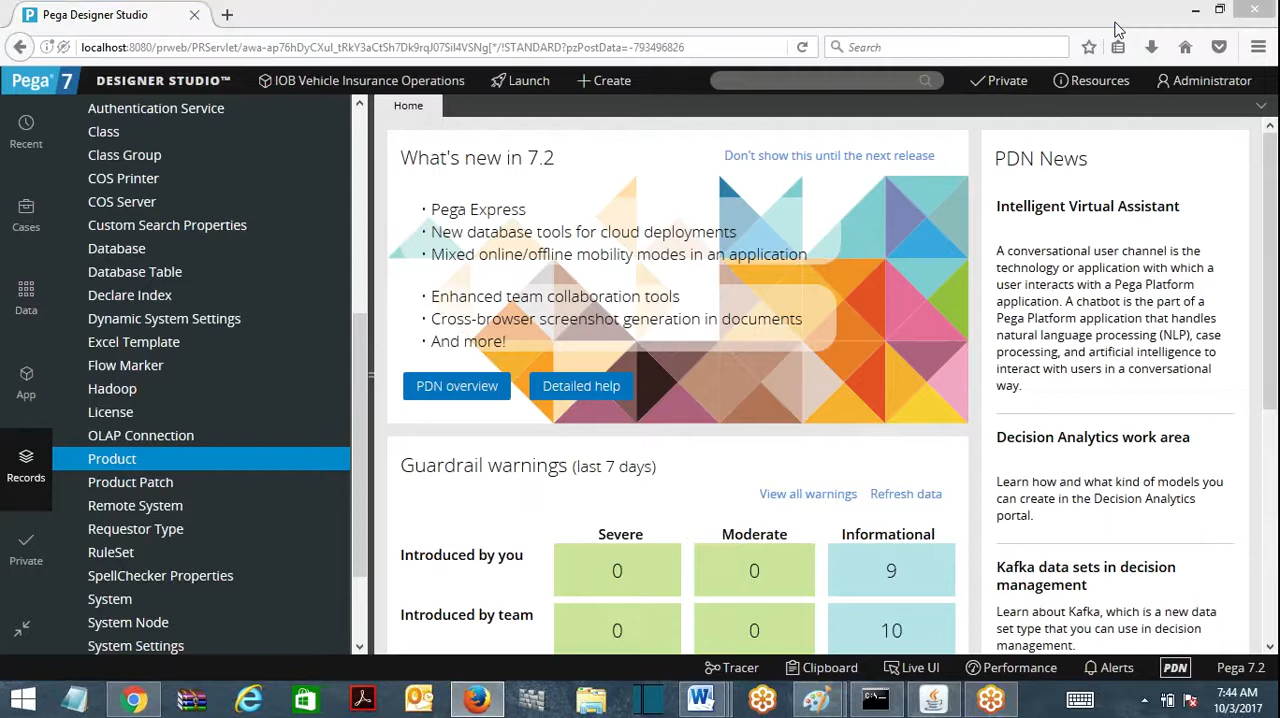 Pega Designer Studio
localhost:8080/prweb/PRServlet/awa-ap76hDyCXuI_tRkY3aCtSh7Dk9rqJ07SiI4VSNg[*/!STANDARD?pzPostData=-793496826
Search
Pega 7 DESIGNER STUDIO™ IOB Vehicle Insurance Operations Launch Create Private Resources Administrator
Recent
Cases
Data
App
Records
Private
Authentication Service
Class
Class Group
COS Printer
COS Server
Custom Search Properties
Database
Database Table
Declare Index
Dynamic System Settings
Excel Template
Flow Marker
Hadoop
License
OLAP Connection
Product
Product Patch
Remote System
Requestor Type
RuleSet
SpellChecker Properties
System
System Node
System Settings
Home
What's new in 7.2
Don't show this until the next release
· Pega Express
· New database tools for cloud deployments
· Mixed online/offline mobility modes in an application
· Enhanced team collaboration tools
· Cross-browser screenshot generation in documents
· And more!
PDN overview
Detailed help
Guardrail warnings (last 7 days)
View all warnings Refresh data
Severe Moderate Informational
Introduced by you 0 0 9
Introduced by team 0 0 10
PDN News
Intelligent Virtual Assistant
A conversational user channel is the
technology or application with which a
user interacts with a Pega Platform
application. A chatbot is the part of a
Pega Platform application that handles
natural language processing (NLP), case
processing, and artificial intelligence to
interact with users in a conversational
way.
Decision Analytics work area
Learn how and what kind of models you
can create in the Decision Analytics
portal.
Kafka data sets in decision
management
Learn about Kafka, which is a new data
set type that you can use in decision
management.
Tracer Clipboard Live UI Performance Alerts PDN Pega 7.2
7:44 AM
10/3/2017